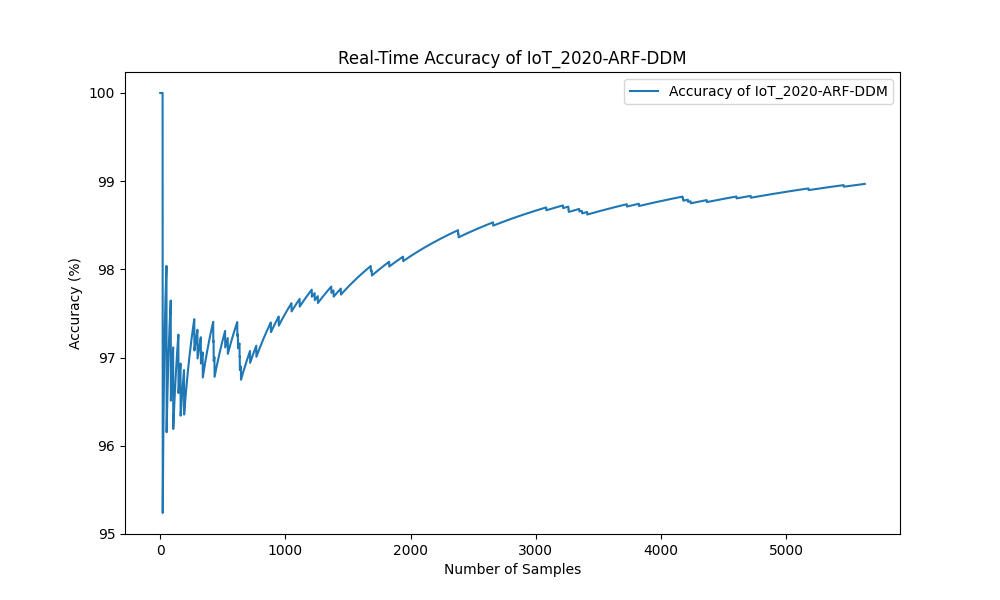 Real-Time Accuracy of IoT_2020-ARF-DDM
Accuracy of IoT_2020-ARF-DDM
100
99
98
97
96
95
Accuracy (%)
0 1000 2000 3000 4000 5000
Number of Samples